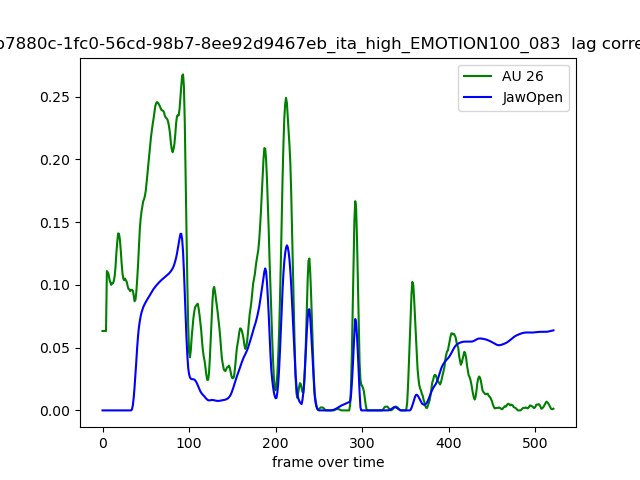 b7880c-1fc0-56cd-98b7-8ee92d9467eb_ita_high_EMOTION100_083 lag corre
AU 26
JawOpen
0.25
0.20
0.15
0.10
0.05
0.00
0 100 200 300 400 500
frame over time